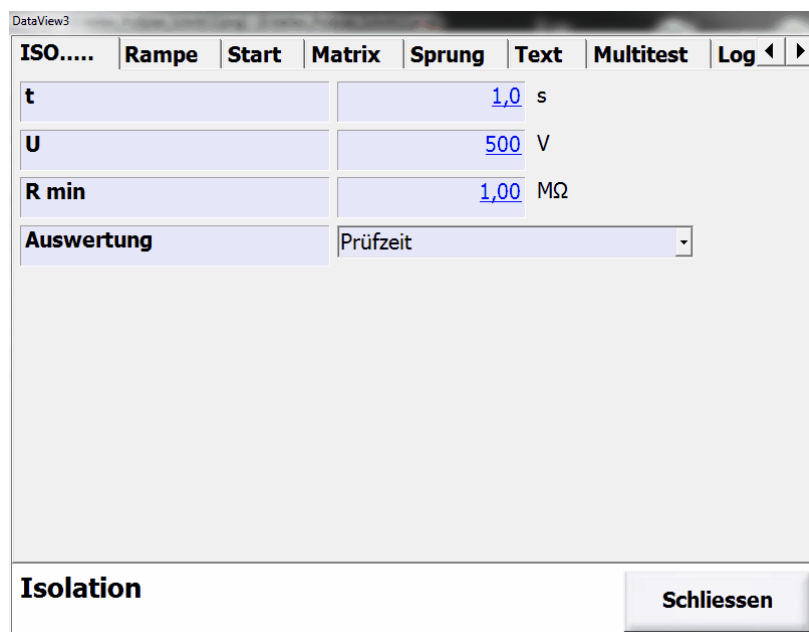 DataView3
ISO..... Rampe Start Matrix Sprung Text Multitest Log
t 1,0 s
U 500 V
R min 1,00 MΩ
Auswertung Prüfzeit
Isolation
Schliessen